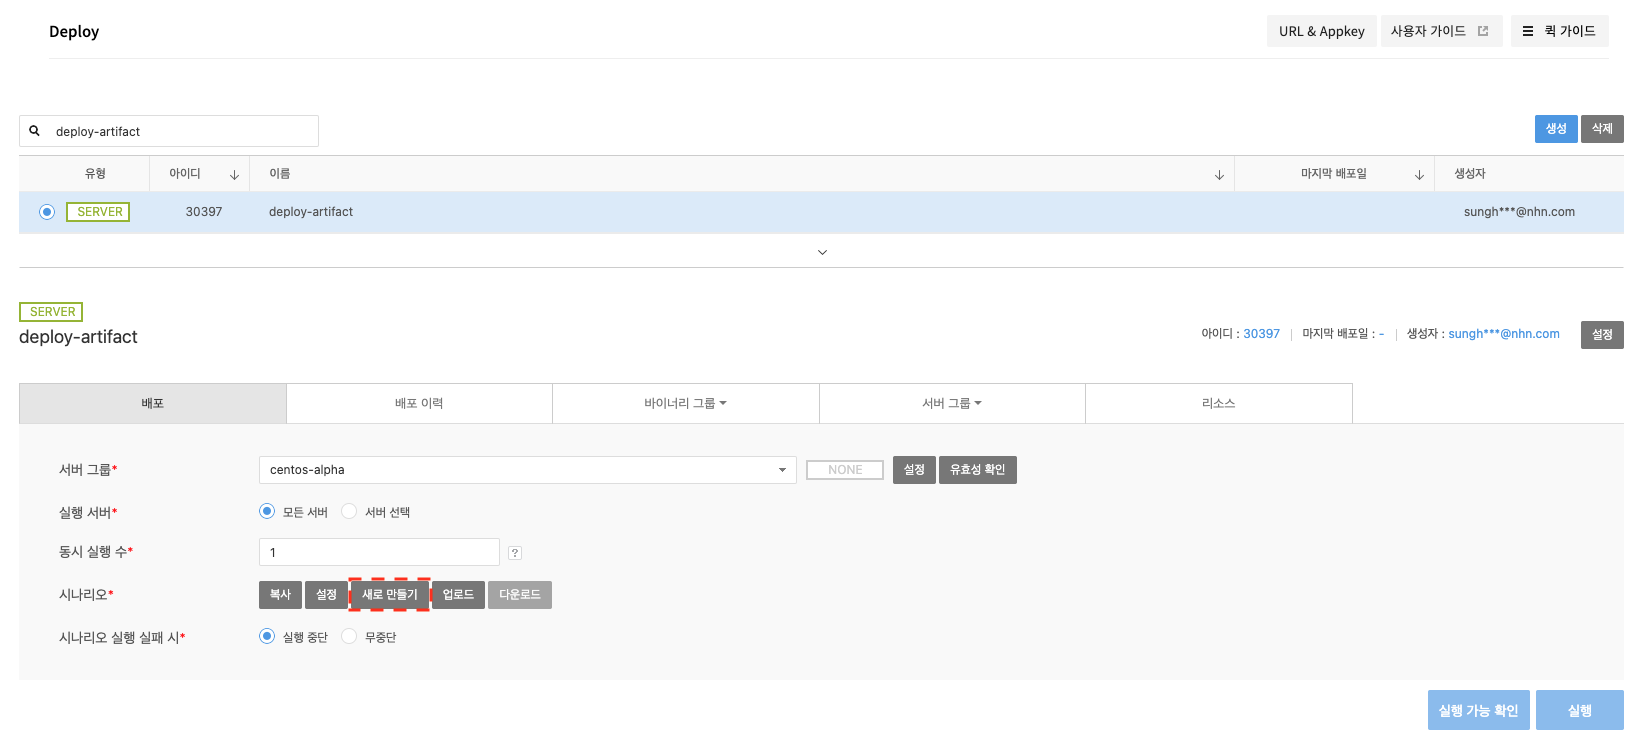 Deploy
URL & Appkey
사용자 가이드
퀵 가이드
deploy-artifact
생성
삭제
유형
아이디
이름
마지막 배포일
생성자
SERVER
30397
deploy-artifact
sungh***@nhn.com
SERVER
deploy-artifact
아이디 : 30397
마지막 배포일 : -
생성자 : sungh***@nhn.com
설정
배포
배포 이력
바이너리 그룹
서버 그룹
리소스
서버 그룹*
centos-alpha
NONE
설정
유효성 확인
실행 서버*
모든 서버
서버 선택
동시 실행 수*
1
?
시나리오*
복사
설정
새로 만들기
업로드
다운로드
시나리오 실행 실패 시*
실행 중단
무중단
실행 가능 확인
실행